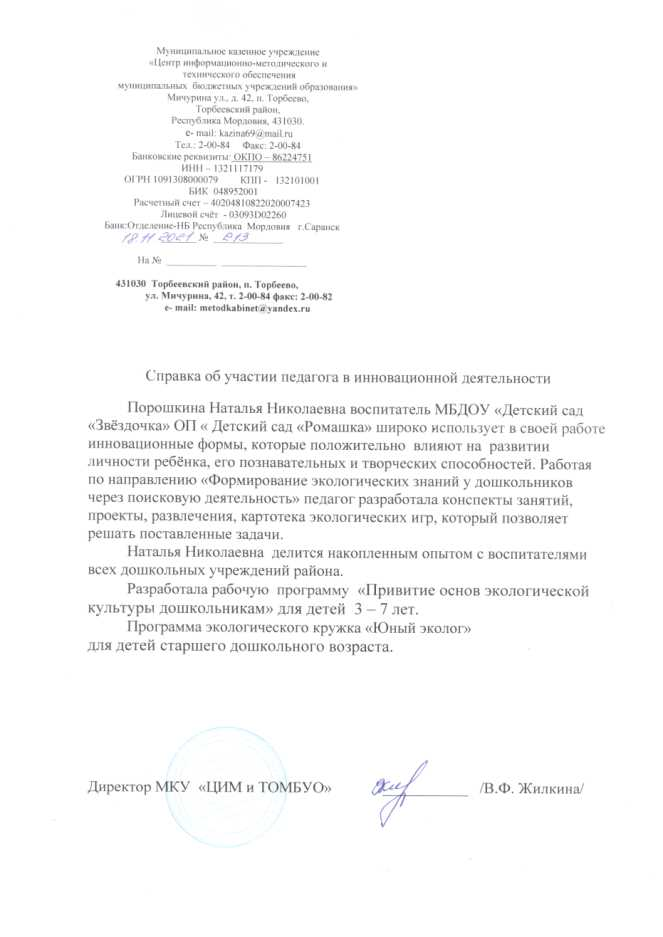 Муниципальное казенное учреждение
«Центр информационно-методического и
технического обеспечения
муниципальных бюджетных учреждений образования»
Мичурина ул., д. 42, п. Торбеево,
Торбеевский район,
Республика Мордовия, 431030.
е- mail: kazina69@mail.ru
Тел.: 2-00-84 Факс: 2-00-84
Банковские реквизиты: ОКПО – 86224751
ИНН – 1321117179
ОГРН 1091308000079 КПП - 132101001
БИК 048952001
Расчетный счет – 40204810822020007423
Лицевой счёт - 03093D02260
Банк:Отделение-НБ Республика Мордовия г.Саранск
18.11 2021 № 213
На № 
431030 Торбеевский район, п. Торбеево,
ул. Мичурина, 42, т. 2-00-84 факс: 2-00-82
е- mail: metodkabinet@yandex.ru
Справка об участии педагога в инновационной деятельности
Порошкина Наталья Николаевна воспитатель МБДОУ «Детский сад
«Звёздочка» ОП « Детский сад «Ромашка» широко использует в своей работе
инновационные формы, которые положительно влияют на развитии
личности ребёнка, его познавательных и творческих способностей. Работая
по направлению «Формирование экологических знаний у дошкольников
через поисковую деятельность» педагог разработала конспекты занятий,
проекты, развлечения, картотека экологических игр, который позволяет
решать поставленные задачи.
Наталья Николаевна делится накопленным опытом с воспитателями
всех дошкольных учреждений района.
Разработала рабочую программу «Привитие основ экологической
культуры дошкольникам» для детей 3 – 7 лет.
Программа экологического кружка «Юный эколог»
для детей старшего дошкольного возраста.
Директор МКУ «ЦИМ и ТОМБУО» /В.Ф. Жилкина/